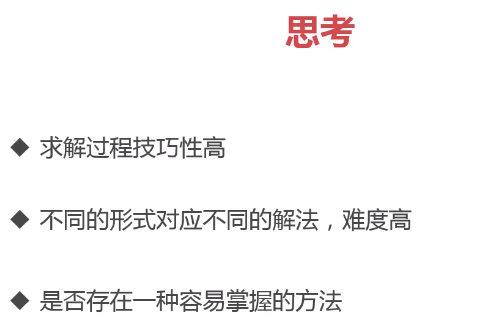 思考
◆ 求解过程技巧性高
◆ 不同的形式对应不同的解法，难度高
◆ 是否存在一种容易掌握的方法